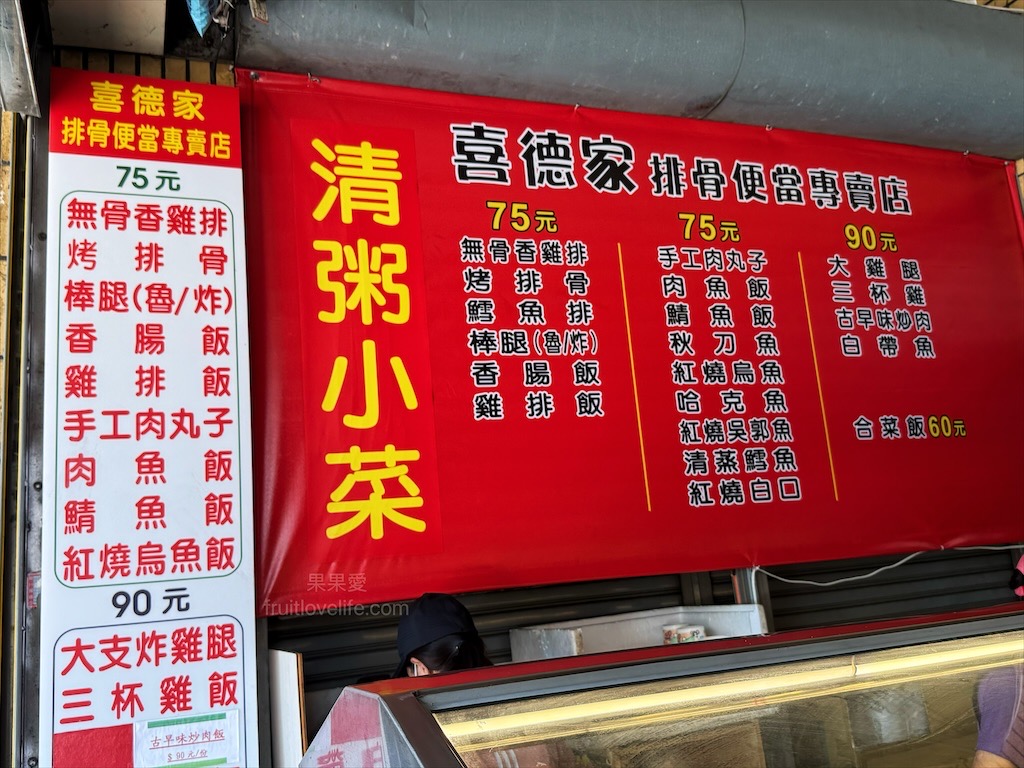 喜德家
排骨便當專賣店
75元
無骨香雞排
烤排骨
棒腿(魯/炸)
香腸飯
雞排飯
手工肉丸子
肉魚飯
鯖魚飯
紅燒烏魚飯
90元
大支炸雞腿
三杯雞飯
古早味炒肉飯
$90元/份
清粥小菜
喜德家排骨便當專賣店
75元
無骨香雞排
烤排骨
鱈魚排
棒腿(魯/炸)
香腸飯
雞排飯
75元
手工肉丸子
肉魚飯
鯖魚飯
秋刀魚
紅燒烏魚
哈克魚
紅燒吳郭魚
清蒸鱈魚
紅燒白口
90元
大雞腿
三杯雞
古早味炒肉
白帶魚
合菜飯60元
果果愛
fruitlovelife.com